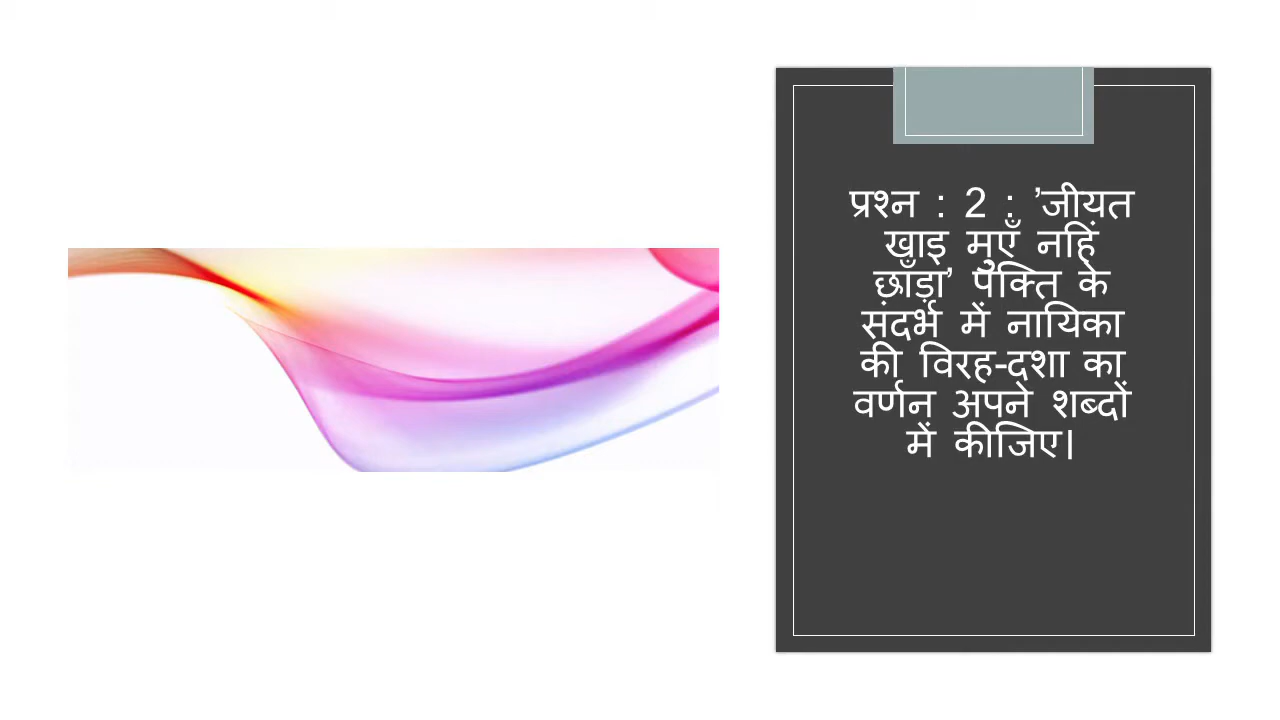 प्रश्न : 2 : ’जीयत
खाइ मुएँ नहिं
छाँड़ा’ पंक्ति के
संदर्भ में नायिका
की विरह-दशा का
वर्णन अपने शब्दों
में कीजिए।